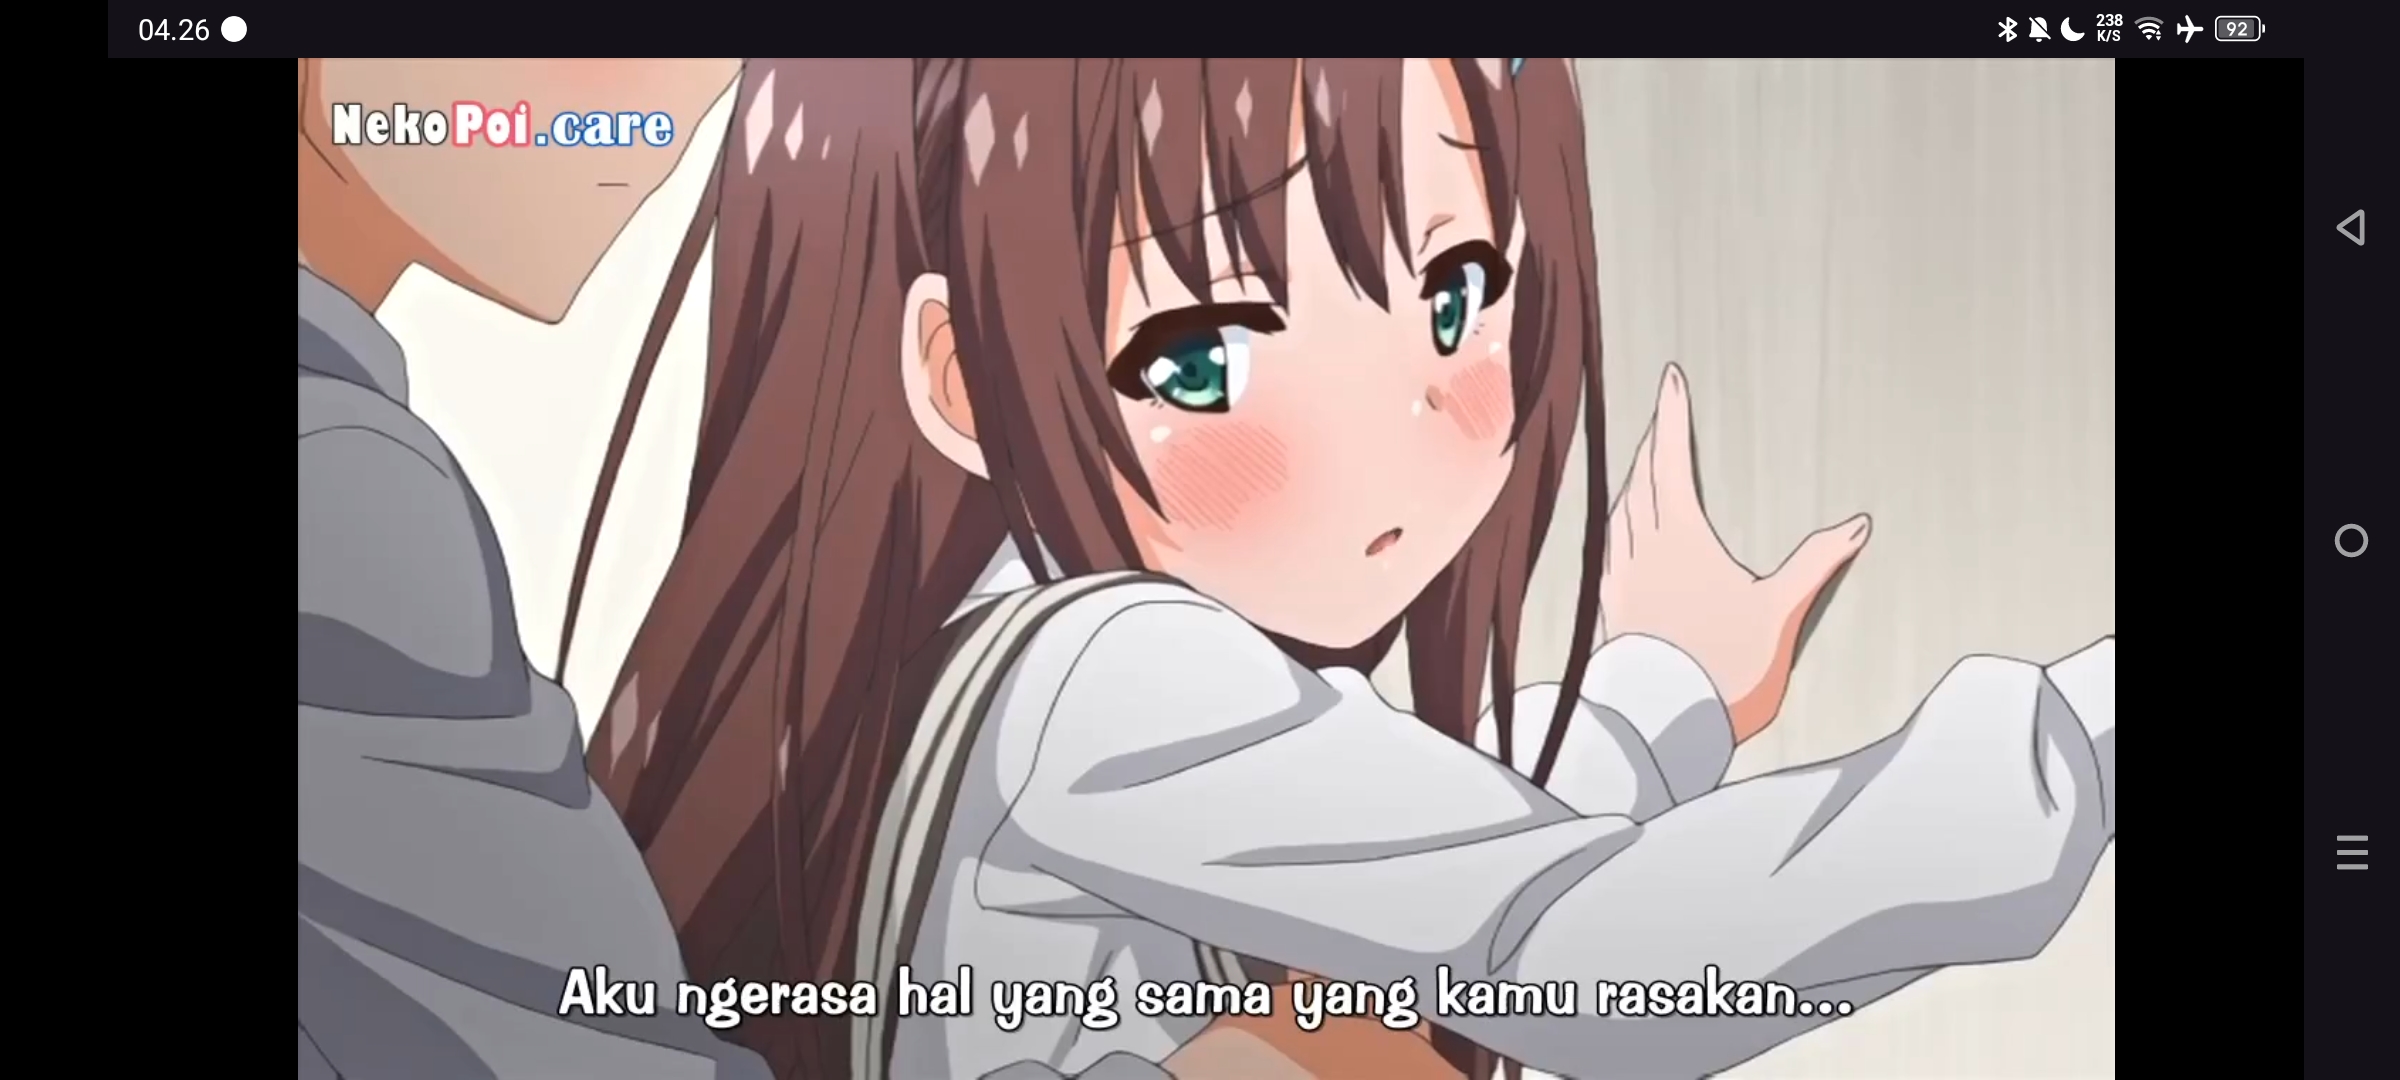 04.26
238
K/S
92
NekoPoi.care
Aku ngerasa hal yang sama yang kamu rasakan...